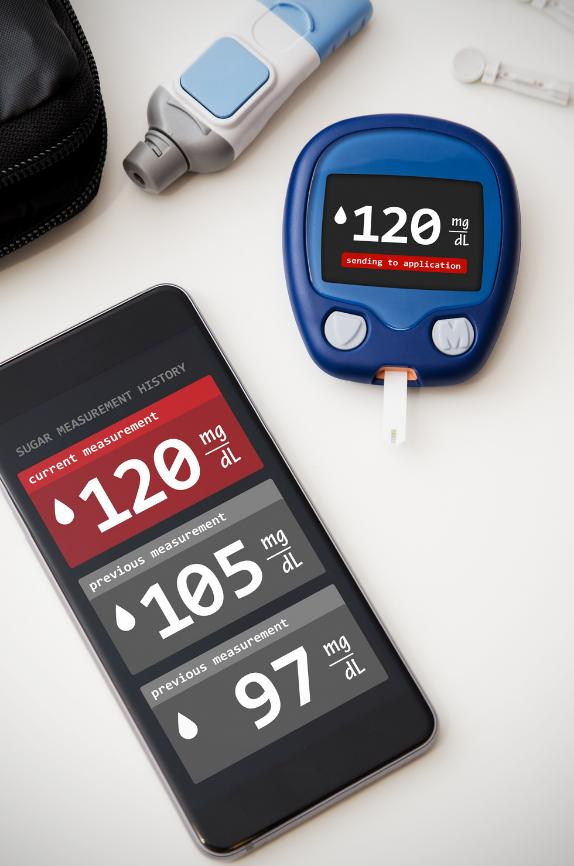 120 mg
dL
sending to application
M
SUGAR MEASUREMENT HISTORY
current measurement
120 mg
dL
previous measurement
105 mg
dL
previous measurement
97 mg
dL